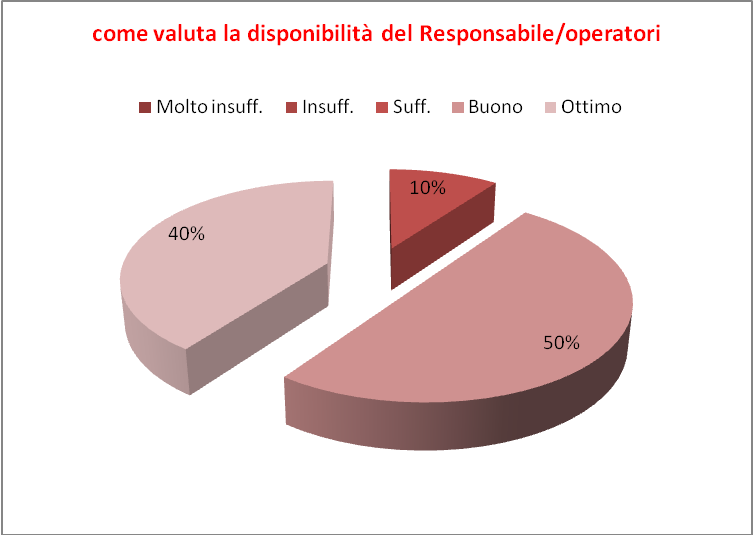 come valuta la disponibilità del Responsabile/operatori
Molto insuff. Insuff. Suff. Buono Ottimo
10%
40%
50%